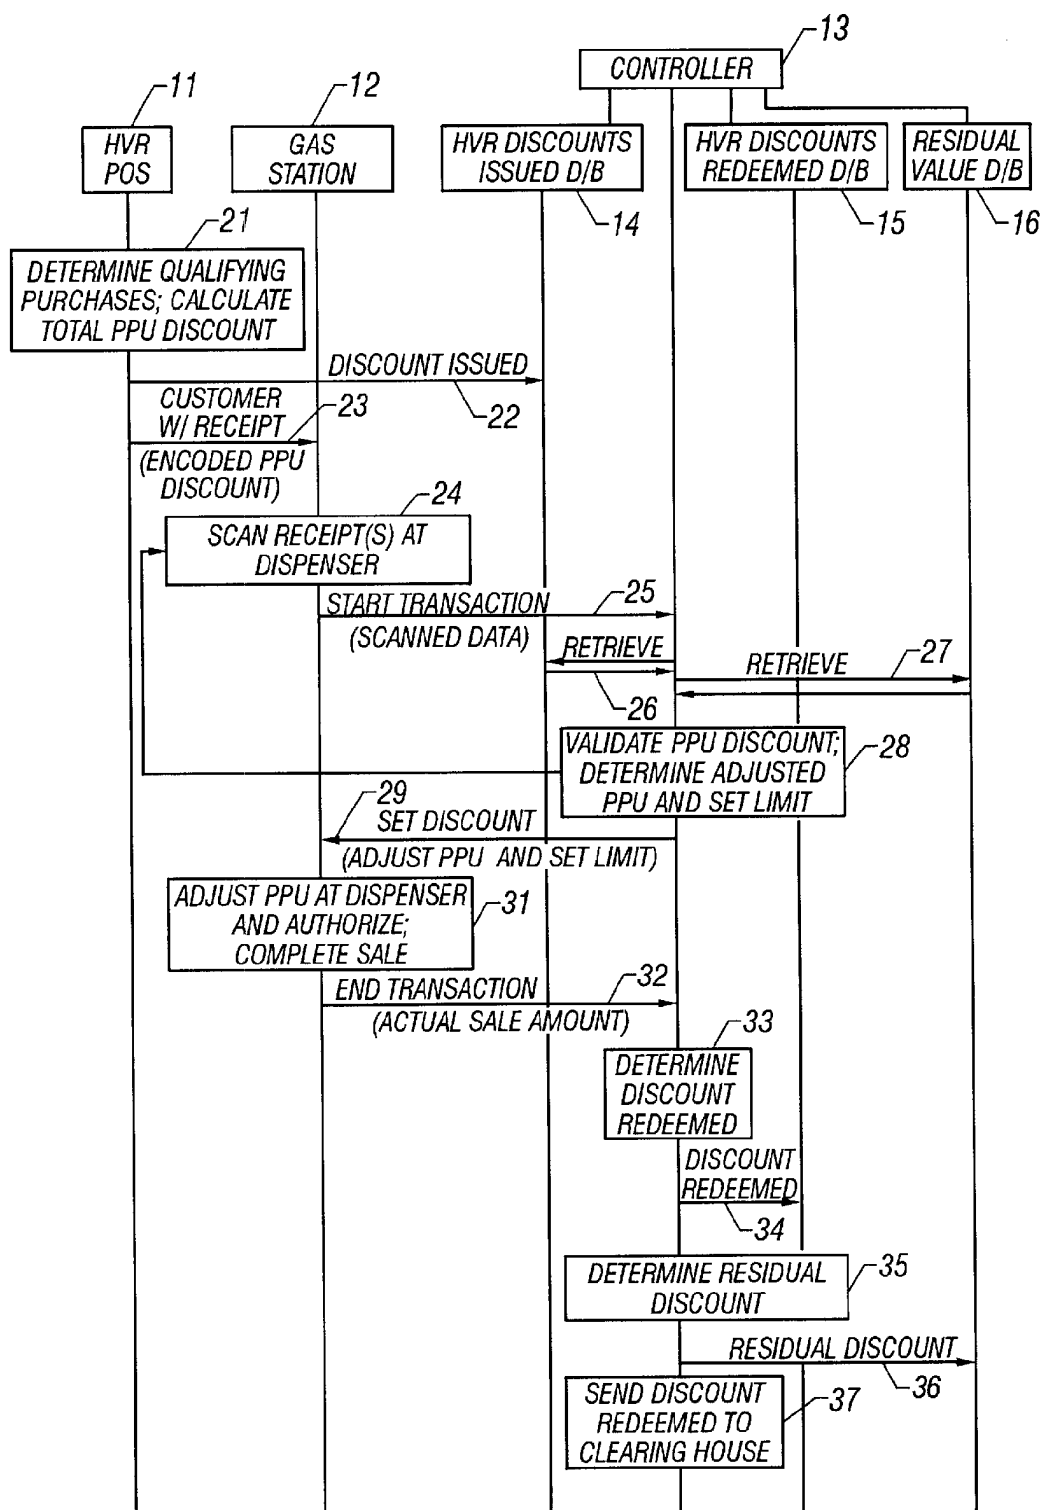 13
CONTROLLER
11
12
HVR
POS
GAS
STATION
HVR DISCOUNTS
ISSUED D/B
HVR DISCOUNTS
REDEEMED D/B
RESIDUAL
VALUE D/B
14
15
16
21
DETERMINE QUALIFYING
PURCHASES; CALCULATE
TOTAL PPU DISCOUNT
DISCOUNT ISSUED
22
CUSTOMER
W/ RECEIPT
23
(ENCODED PPU
DISCOUNT)
24
SCAN RECEIPT(S) AT
DISPENSER
START TRANSACTION
25
(SCANNED DATA)
RETRIEVE
26
RETRIEVE
27
VALIDATE PPU DISCOUNT;
DETERMINE ADJUSTED
PPU AND SET LIMIT
28
29
SET DISCOUNT
(ADJUST PPU AND SET LIMIT)
ADJUST PPU AT DISPENSER
AND AUTHORIZE;
COMPLETE SALE
31
END TRANSACTION
32
(ACTUAL SALE AMOUNT)
33
DETERMINE
DISCOUNT
REDEEMED
DISCOUNT
REDEEMED
34
DETERMINE RESIDUAL
DISCOUNT
35
RESIDUAL DISCOUNT
36
SEND DISCOUNT
REDEEMED TO
CLEARING HOUSE
37